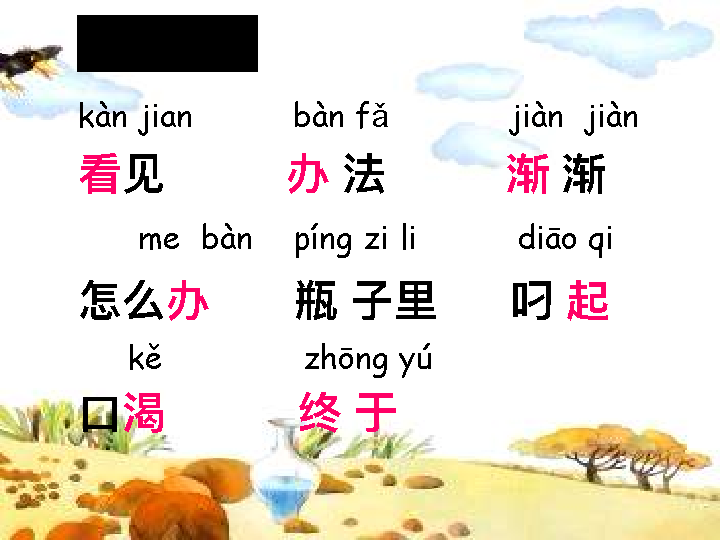 kàn jian bàn fǎ jiàn jiàn
看见 办法 渐渐
me bàn píng zi li diāo qi
怎么办 瓶子里 叼起
kě zhōng yú
口渴 终于